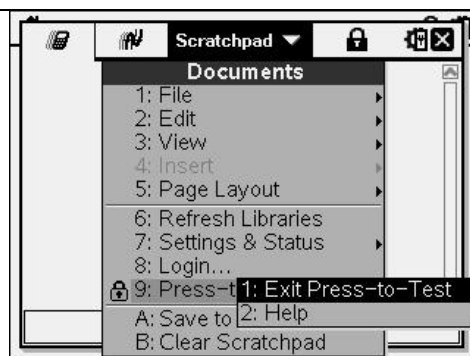 Scratchpad
Documents
1: File
2: Edit
3: View
4: Insert
5: Page Layout
6: Refresh Libraries
7: Settings & Status
8: Login...
9: Press-t
1: Exit Press-to-Test
2: Help
A: Save to
B: Clear Scratchpad